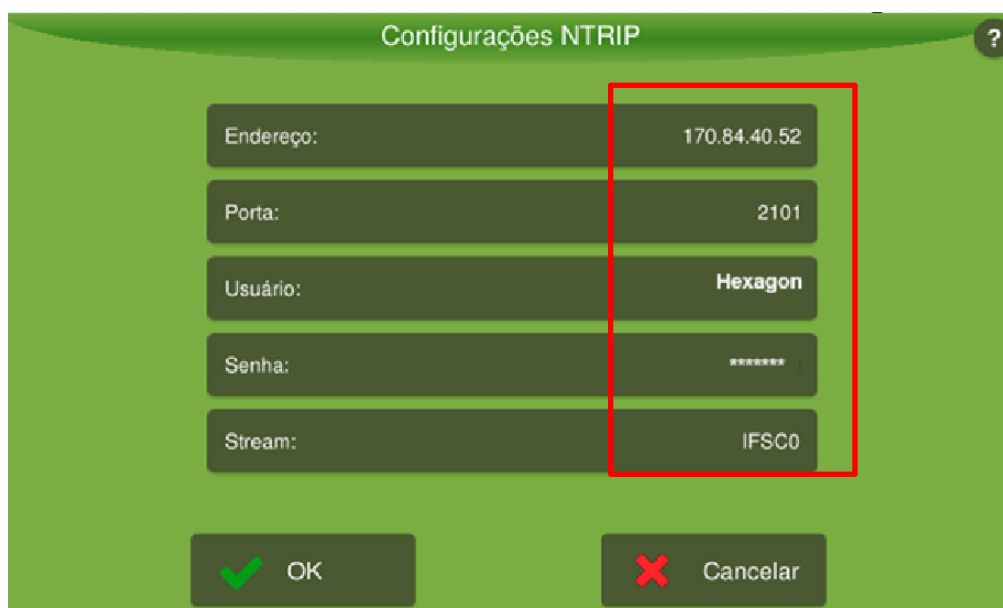 Configurações NTRIP
?
Endereço: 170.84.40.52
Porta: 2101
Usuário: Hexagon
Senha: *******
Stream: IFSC0
OK Cancelar